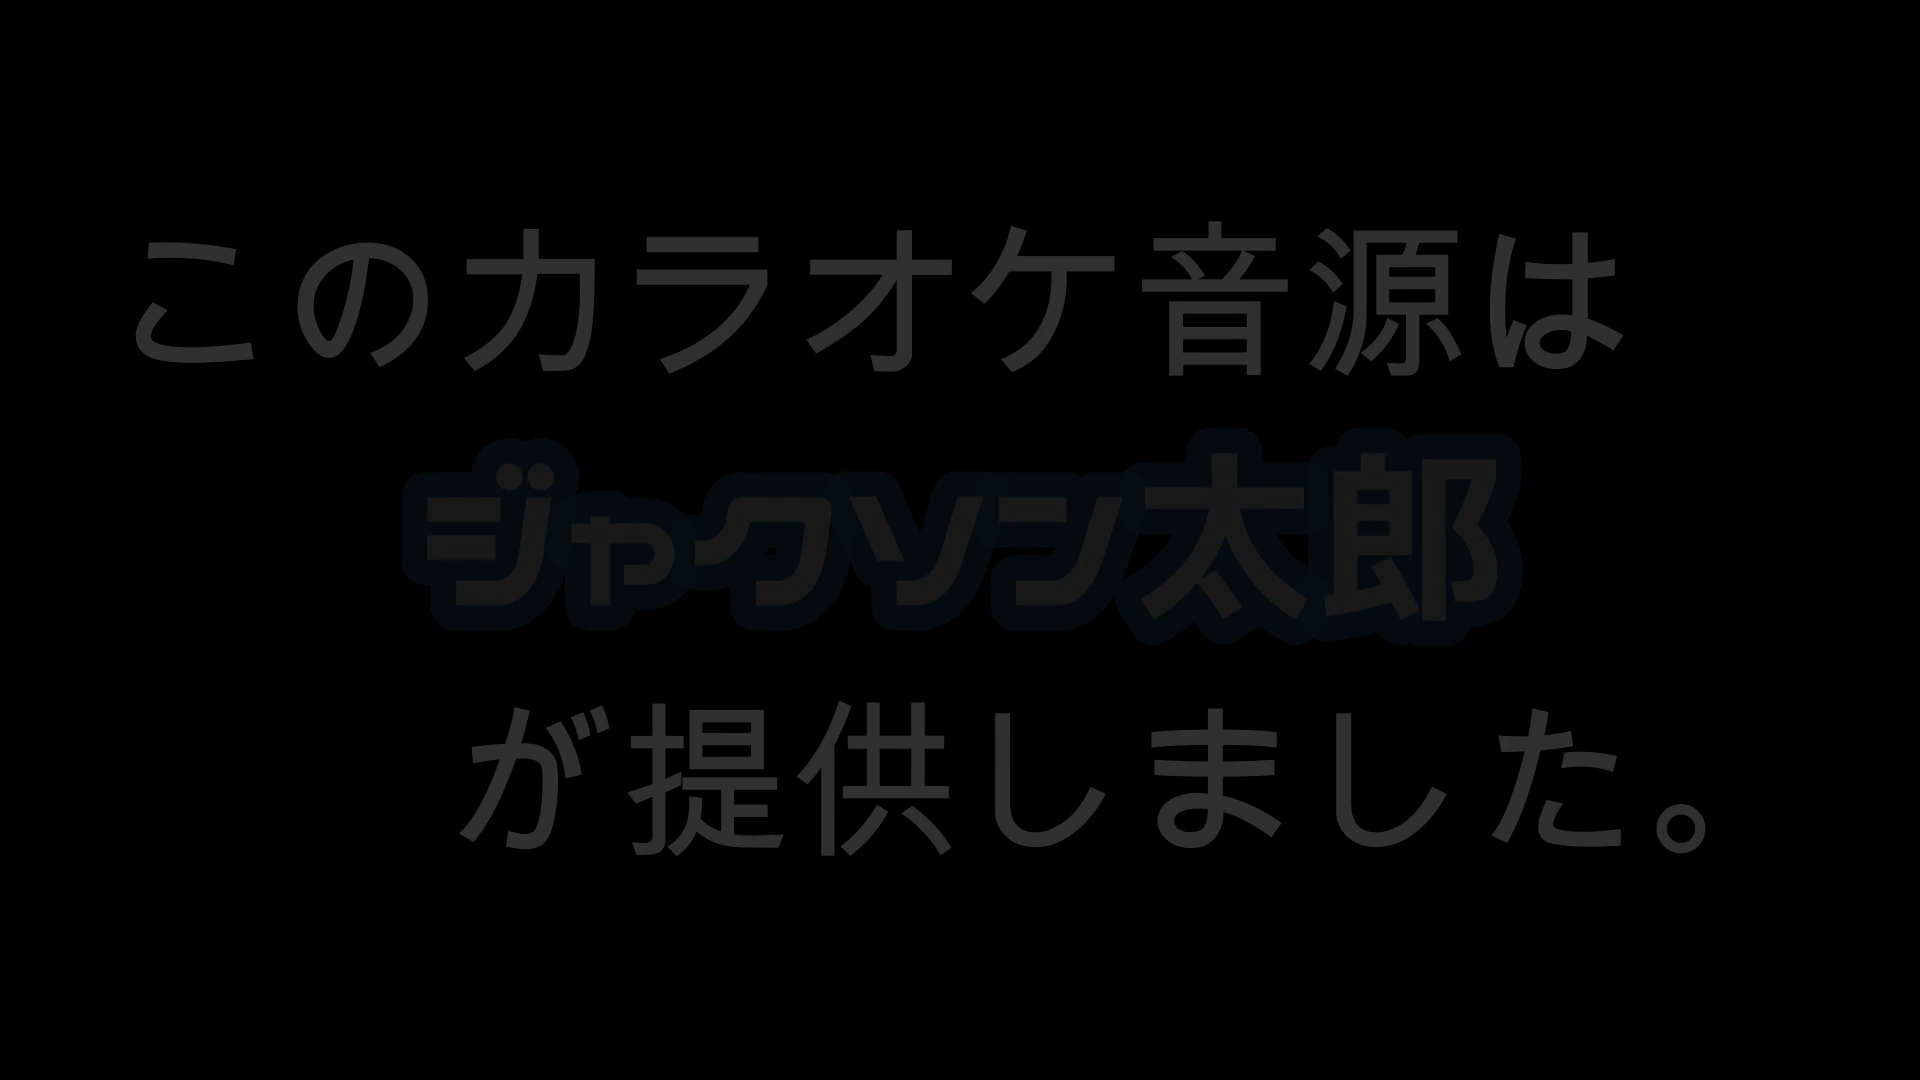 このカラオケ音源は
ジャクソン太郎
が提供しました。